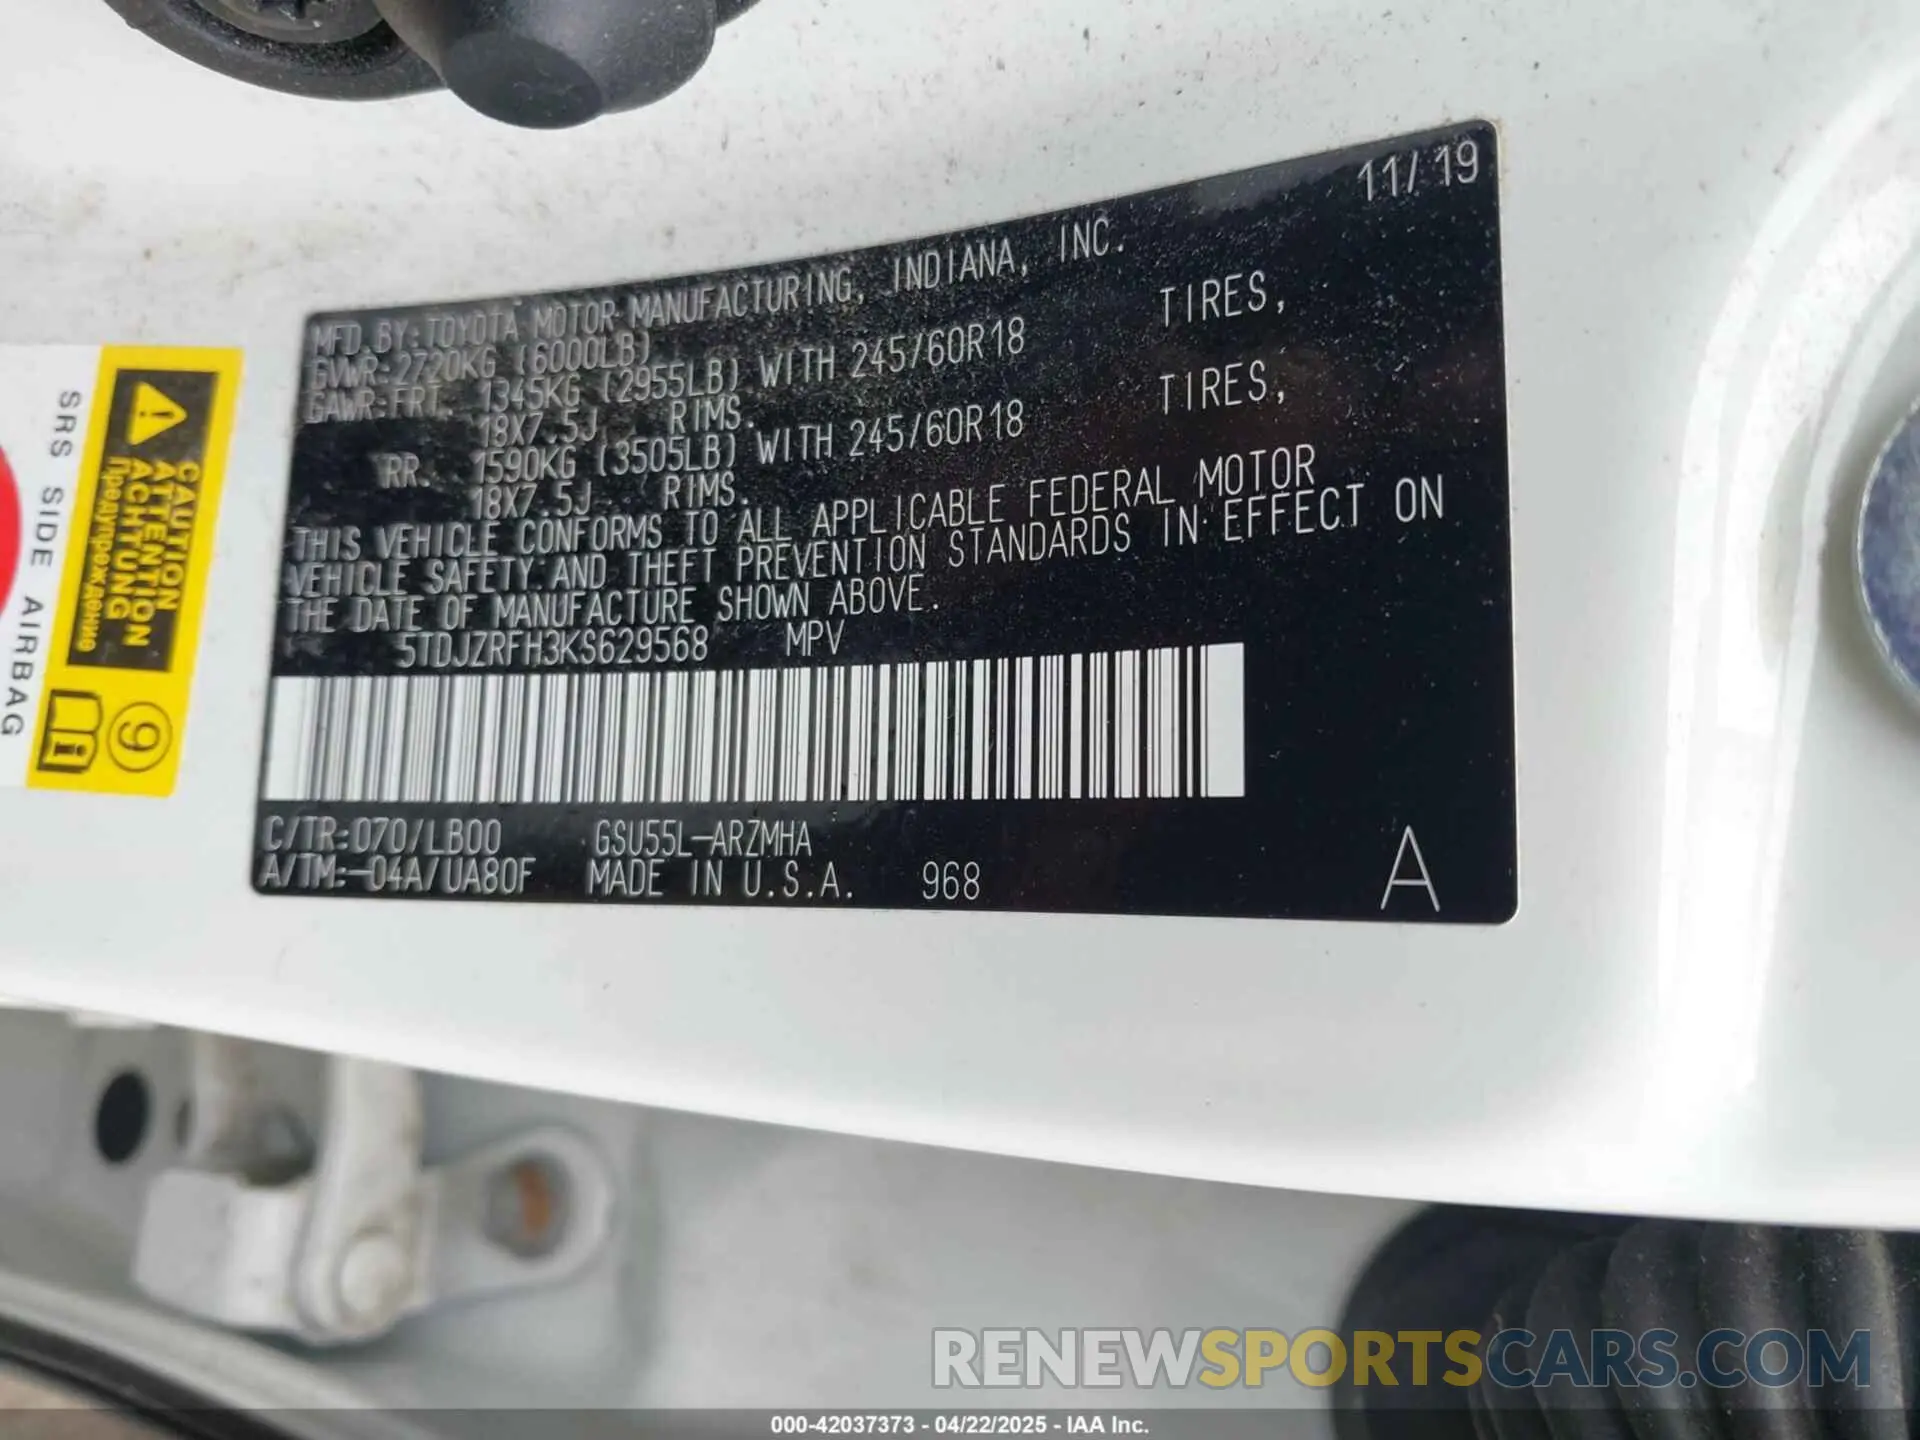 11/19
MFD.BY:TOYOTA MOTOR MANUFACTURING, INDIANA, INC.
GVWR:2720KG (6000LB)
GAWR:FRT. 1345KG (2955LB) WITH 245/60R18 TIRES,
18X7.5J RIMS.
RR. 1590KG (3505LB) WITH 245/60R18 TIRES,
18X7.5J RIMS.
THIS VEHICLE CONFORMS TO ALL APPLICABLE FEDERAL MOTOR
VEHICLE SAFETY AND THEFT PREVENTION STANDARDS IN EFFECT ON
THE DATE OF MANUFACTURE SHOWN ABOVE.
5TDJZRFH3KS629568 MPV
C/TR:070/LB00 GSU55L-ARZMHA
A/TM:-04A/UA80F MADE IN U.S.A. 968
A
CAUTION
ATTENTION
ACHTUNG
Предупреждение
SRS SIDE AIRBAG
9
i
RENEWSPORTSCARS.COM
000-42037373 - 04/22/2025 - IAA Inc.